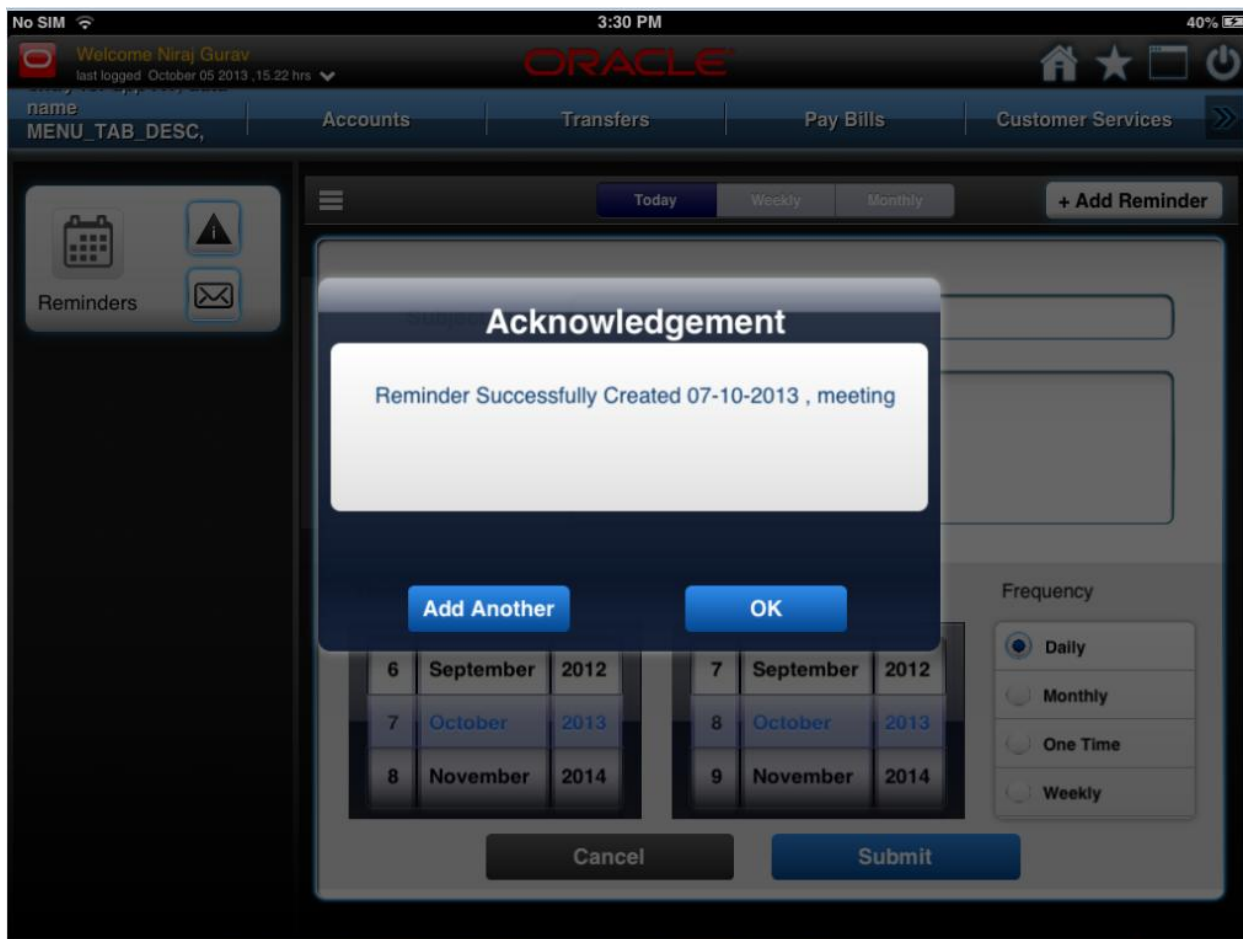 No SIM 3:30 PM 40%
Welcome Niraj Gurav ORACLE
last logged October 05 2013 ,15.22 hrs
name
MENU_TAB_DESC, Accounts Transfers Pay Bills Customer Services
Today Weekly Monthly + Add Reminder
Reminders
Acknowledgement
Reminder Successfully Created 07-10-2013 , meeting
Add Another OK
Frequency
Daily
6 September 2012 7 September 2012
Monthly
7 October 2013 8 October 2013
One Time
8 November 2014 9 November 2014
Weekly
Cancel Submit